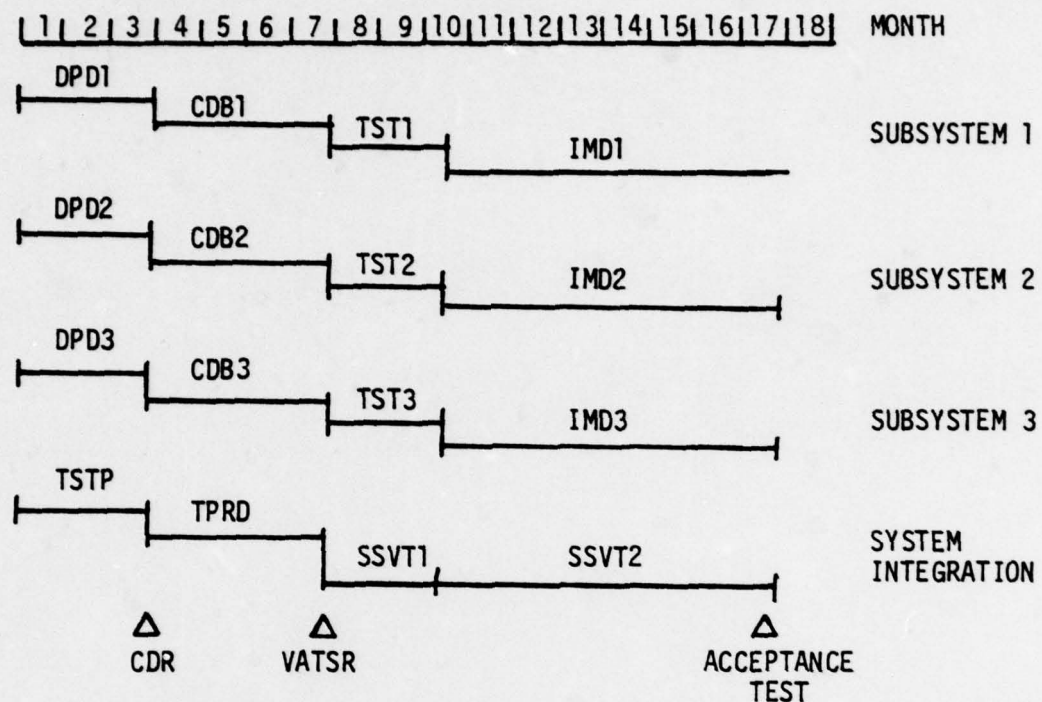 1 2 3 4 5 6 7 8 9 10 11 12 13 14 15 16 17 18 MONTH
DPD1
CDB1
TST1
IMD1
SUBSYSTEM 1
DPD2
CDB2
TST2
IMD2
SUBSYSTEM 2
DPD3
CDB3
TST3
IMD3
SUBSYSTEM 3
TSTP
TPRD
SSVT1
SSVT2
SYSTEM
INTEGRATION
CDR
VATSR
ACCEPTANCE
TEST